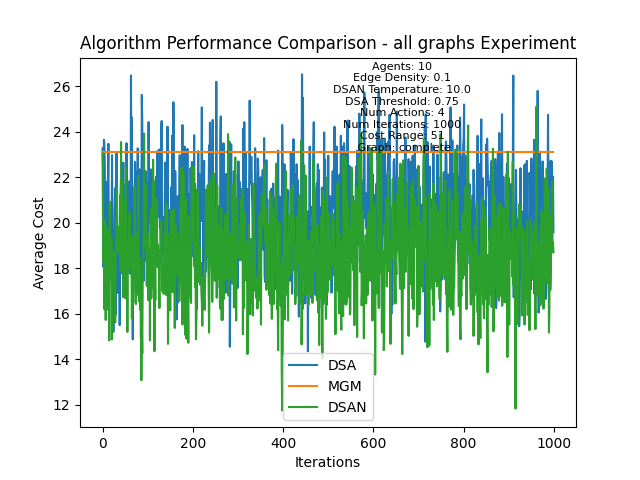 Algorithm Performance Comparison - all graphs Experiment
Agents: 10
Edge Density: 0.1
DSAN Temperature: 10.0
DSA Threshold: 0.75
Num Actions: 4
Num Iterations: 1000
Cost Range: 51
Graph: complete
Average Cost
26
24
22
20
18
16
14
12
DSA
MGM
DSAN
0
200
400
600
800
1000
Iterations